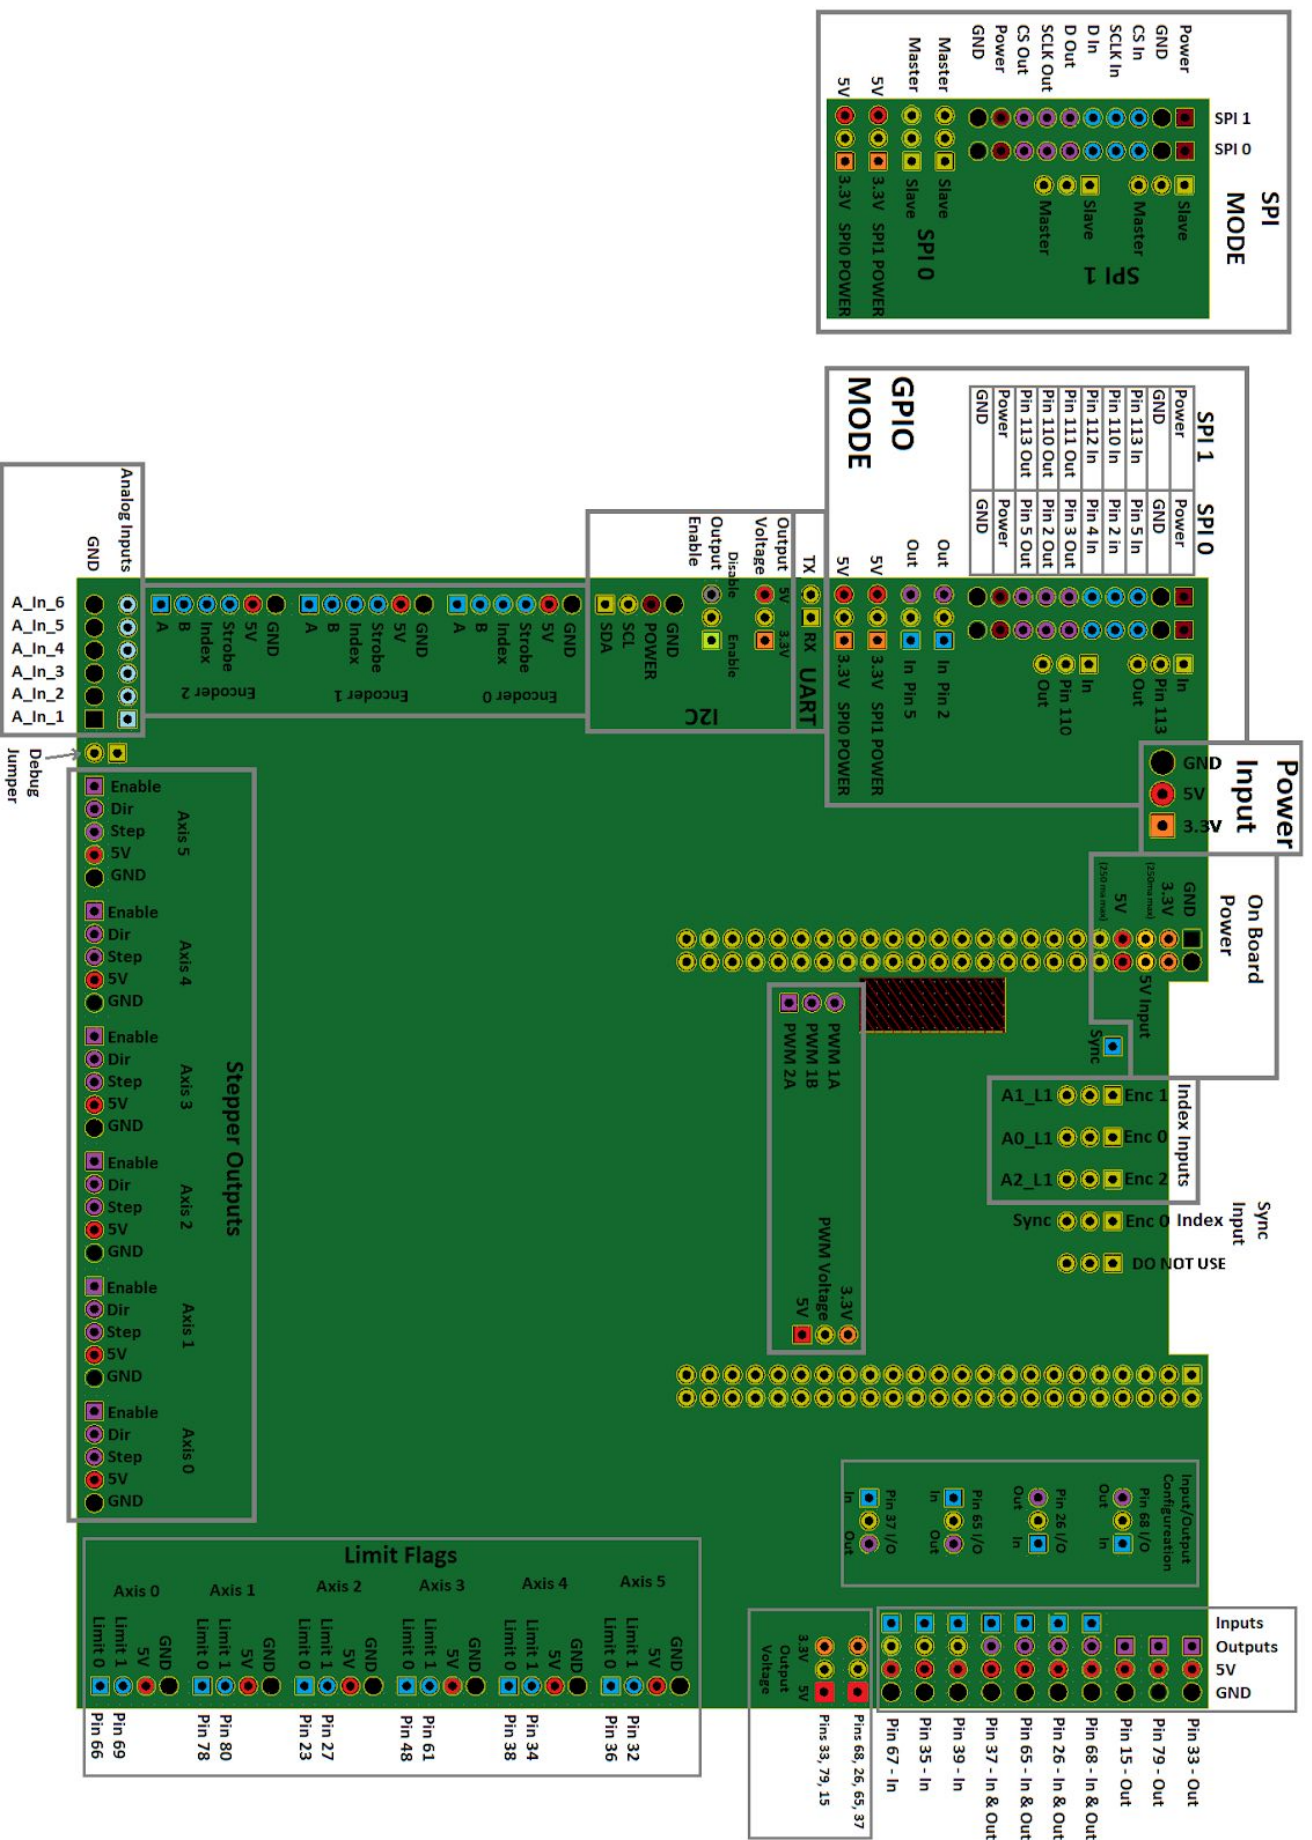 SPI
MODE
SPI 1
SPI 0
Power
GND
CS In
SCLK In
D In
D Out
SCLK Out
CS Out
Power
GND
Master
Master
5V
5V
Slave
Master
Slave
Master
SPI 1
Slave
Slave
SPI 0
3.3V SPI1 POWER
3.3V SPI0 POWER
GPIO
MODE
SPI 1
SPI 0
Power
Power
GND
GND
Pin 113 In
Pin 5 In
Pin 110 In
Pin 2 in
Pin 112 In
Pin 4 In
Pin 111 Out
Pin 3 Out
Pin 110 Out
Pin 2 Out
Pin 113 Out
Pin 5 Out
Power
Power
GND
GND
In
Pin 113
Out
In
Pin 110
Out
Out
In Pin 2
Out
In Pin 5
5V
3.3V SPI1 POWER
5V
3.3V SPI0 POWER
TX
RX
UART
Output
Voltage
5V
3.3V
Output
Enable
Disable
Enable
I2C
GND
POWER
SCL
SDA
GND
5V
Strobe
Index
B
A
Encoder 0
GND
5V
Strobe
Index
B
A
Encoder 1
GND
5V
Strobe
Index
B
A
Encoder 2
Analog Inputs
GND
A_In_6
A_In_5
A_In_4
A_In_3
A_In_2
A_In_1
Debug
Jumper
Power
Input
GND
5V
3.3V
On Board
Power
GND
3.3V
(250ma max)
5V
(250ma max)
5V Input
Sync
Index Inputs
A1_L1
Enc 1
A0_L1
Enc 0
A2_L1
Enc 2
Sync
Input
Sync
Enc 0 Index
DO NOT USE
PWM 1A
PWM 1B
PWM 2A
PWM Voltage
3.3V
5V
Stepper Outputs
Enable
Dir
Step
5V
GND
Axis 5
Enable
Dir
Step
5V
GND
Axis 4
Enable
Dir
Step
5V
GND
Axis 3
Enable
Dir
Step
5V
GND
Axis 2
Enable
Dir
Step
5V
GND
Axis 1
Enable
Dir
Step
5V
GND
Axis 0
Input/Output
Configureation
Pin 68 I/O
Out
In
Pin 26 I/O
Out
In
Pin 65 I/O
In
Out
Pin 37 I/O
In
Out
Inputs
Outputs
5V
GND
Pin 33 - Out
Pin 79 - Out
Pin 15 - Out
Pin 68 - In & Out
Pin 26 - In & Out
Pin 65 - In & Out
Pin 37 - In & Out
Pin 39 - In
Pin 35 - In
Pin 67 - In
Output
Voltage
3.3V
5V
Pins 68, 26, 65, 37
Pins 33, 79, 15
Limit Flags
Axis 0
Limit 0
Limit 1
5V
GND
Pin 66
Pin 69
Axis 1
Limit 0
Limit 1
5V
GND
Pin 78
Pin 80
Axis 2
Limit 0
Limit 1
5V
GND
Pin 23
Pin 27
Axis 3
Limit 0
Limit 1
5V
GND
Pin 48
Pin 61
Axis 4
Limit 0
Limit 1
5V
GND
Pin 38
Pin 34
Axis 5
Limit 0
Limit 1
5V
GND
Pin 36
Pin 32